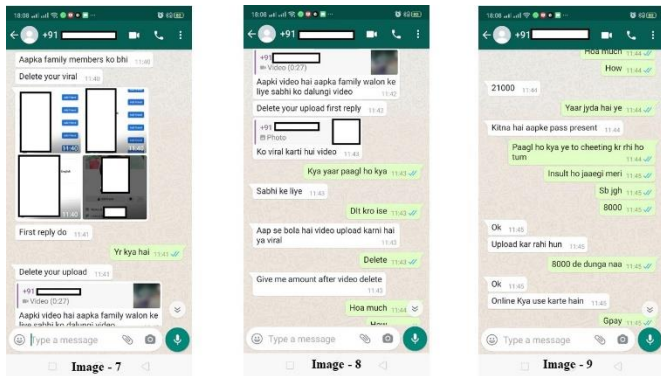 18:06
+91
Aapka family members ko bhi 11:40
Delete your viral 11:40
11:40
11:40
11:40
First reply do 11:41
Yr kya hai 11:41
Delete your upload 11:41
+91
Video (0:27)
Aapki video hai aapka family walon ke
liye sabhi ko dalungi video
Type a message
Image - 7
18:06
+91
+91
Video (0:27)
Aapki video hai aapka family walon ke
liye sabhi ko dalungi video 11:42
Delete your upload first reply 11:42
+91
Photo
Ko viral karti hui video 11:43
Kya yaar paagl ho kya 11:43
Sabhi ke liye 11:43
Dlt kro ise 11:43
Aap se bola hai video upload karni hai
ya viral 11:43
Delete 11:43
Give me amount after video delete
11:43
Hoa much 11:44
How
Type a message
Image - 8
18:06
+91
Hoa much 11:44
How 11:44
21000 11:44
Yaar jyda hai ye 11:44
Kitna hai aapke pass present 11:44
Paagl ho kya ye to cheeting kr rhi ho
tum 11:44
Insult ho jaaegi meri 11:45
Sb jgh 11:45
8000 11:45
Ok 11:45
Upload kar rahi hun 11:45
8000 de dunga naa 11:45
Ok 11:45
Online Kya use karte hain 11:45
Gpay 11:45
Type a message
Image - 9